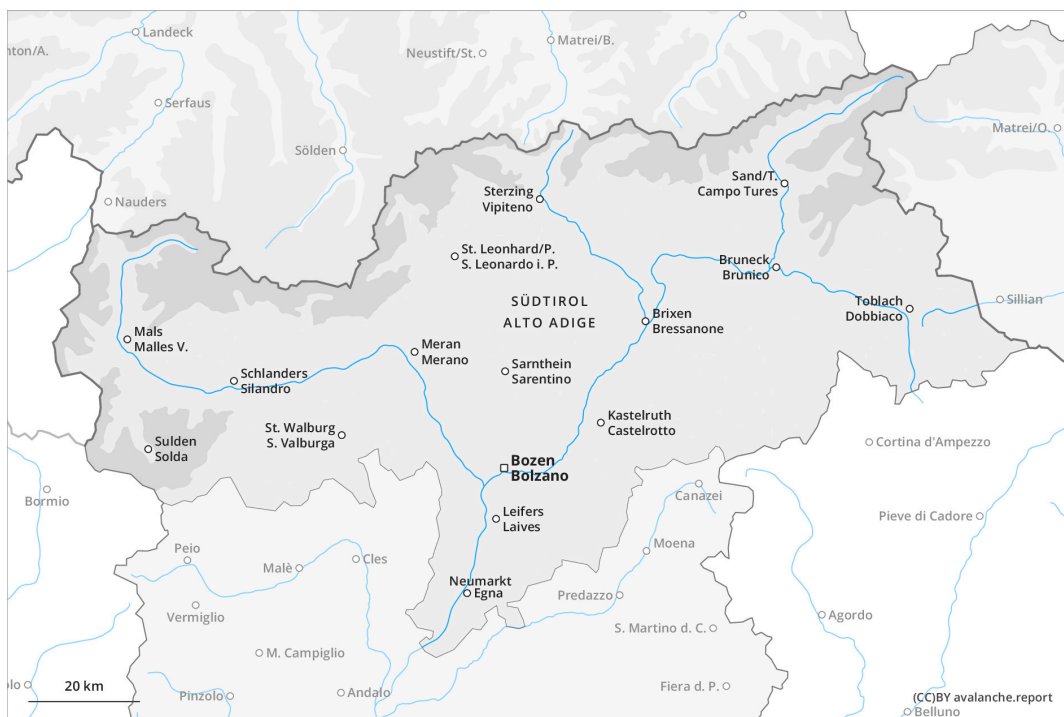 Landeck
nton/A.
Neustift/St.
Matrei/B.
Serfaus
Matrei/O.
Sölden
Nauders
Sterzing
Vipiteno
Sand/T.
Campo Tures
St. Leonhard/P.
S. Leonardo i. P.
Bruneck
Brunico
SÜDTIROL
ALTO ADIGE
Toblach
Dobbiaco
Sillian
Brixen
Bressanone
Mals
Malles V.
Meran
Merano
Schlanders
Silandro
Sarnthein
Sarentino
Kastelruth
Castelrotto
St. Walburg
S. Valburga
Sulden
Solda
Cortina d'Ampezzo
Bozen
Bolzano
Bormio
Canazei
Leifers
Laives
Pieve di Cadore
Peio
Malè
Cles
Moena
Neumarkt
Egna
Predazzo
Vermiglio
Agordo
S. Martino d. C.
M. Campiglio
olo
20 km
Pinzolo
Andalo
Fiera d. P.
(CC)BY avalanche.report
Belluno